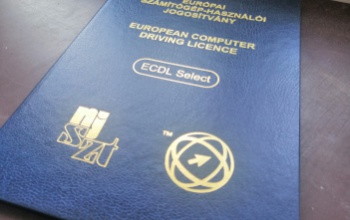 EURÓPAI
SZÁMÍTÓGÉP-HASZNÁLÓI
JOGOSÍTVÁNY
EUROPEAN COMPUTER
DRIVING LICENCE
ECDL Select
nj
szt
TM